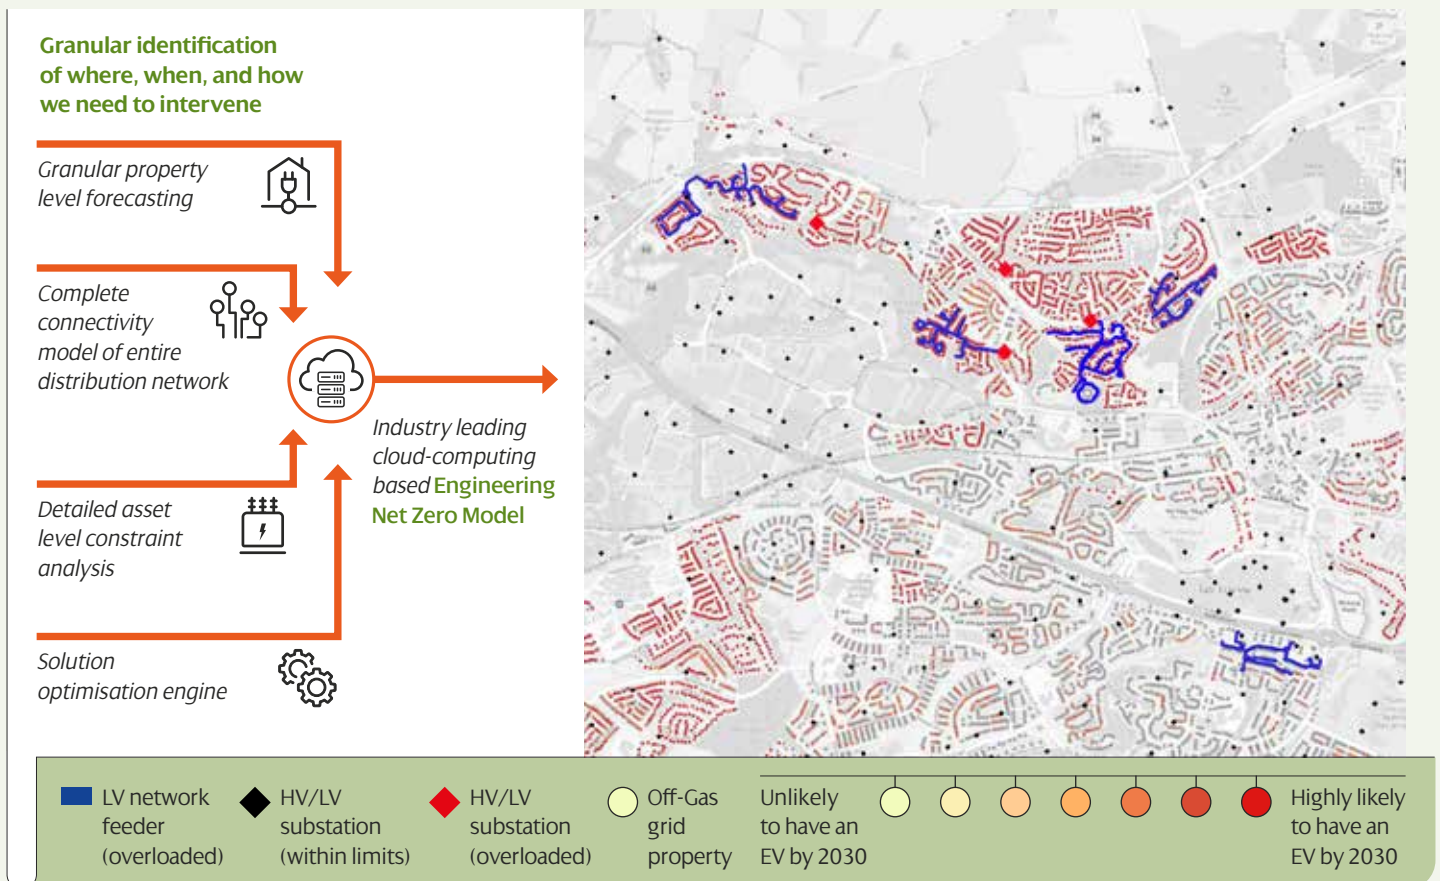 Granular identification
of where, when, and how
we need to intervene
Granular property
level forecasting
Complete
connectivity
model of entire
distribution network
Detailed asset
level constraint
analysis
Solution
optimisation engine
Industry leading
cloud-computing
based Engineering
Net Zero Model
LV network
feeder
(overloaded)
HV/LV
substation
(within limits)
HV/LV
substation
(overloaded)
Off-Gas
grid
property
Unlikely
to have an
EV by 2030
Highly likely
to have an
EV by 2030